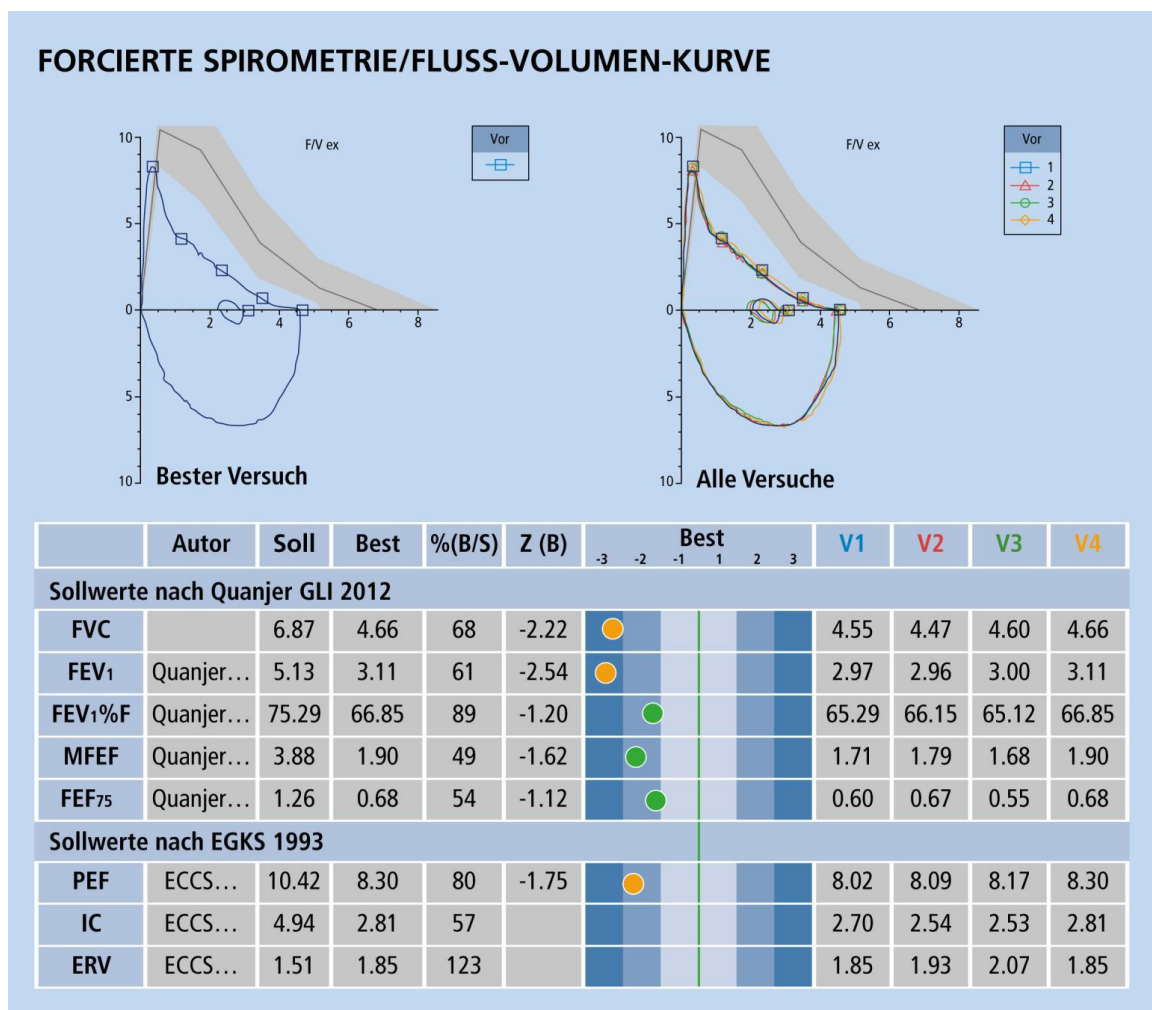 FORCIERTE SPIROMETRIE/FLUSS-VOLUMEN-KURVE
10
F/V ex
Vor
5
0
2 4 6 8
5
10
Bester Versuch
10
F/V ex
Vor
1
2
3
4
5
0
2 4 6 8
5
10
Alle Versuche
Autor Soll Best %(B/S) Z (B) Best V1 V2 V3 V4
-3 -2 -1 1 2 3
Sollwerte nach Quanjer GLI 2012
FVC 6.87 4.66 68 -2.22 4.55 4.47 4.60 4.66
FEV1 Quanjer... 5.13 3.11 61 -2.54 2.97 2.96 3.00 3.11
FEV1%F Quanjer... 75.29 66.85 89 -1.20 65.29 66.15 65.12 66.85
MFEF Quanjer... 3.88 1.90 49 -1.62 1.71 1.79 1.68 1.90
FEF75 Quanjer... 1.26 0.68 54 -1.12 0.60 0.67 0.55 0.68
Sollwerte nach EGKS 1993
PEF ECCS... 10.42 8.30 80 -1.75 8.02 8.09 8.17 8.30
IC ECCS... 4.94 2.81 57 2.70 2.54 2.53 2.81
ERV ECCS... 1.51 1.85 123 1.85 1.93 2.07 1.85